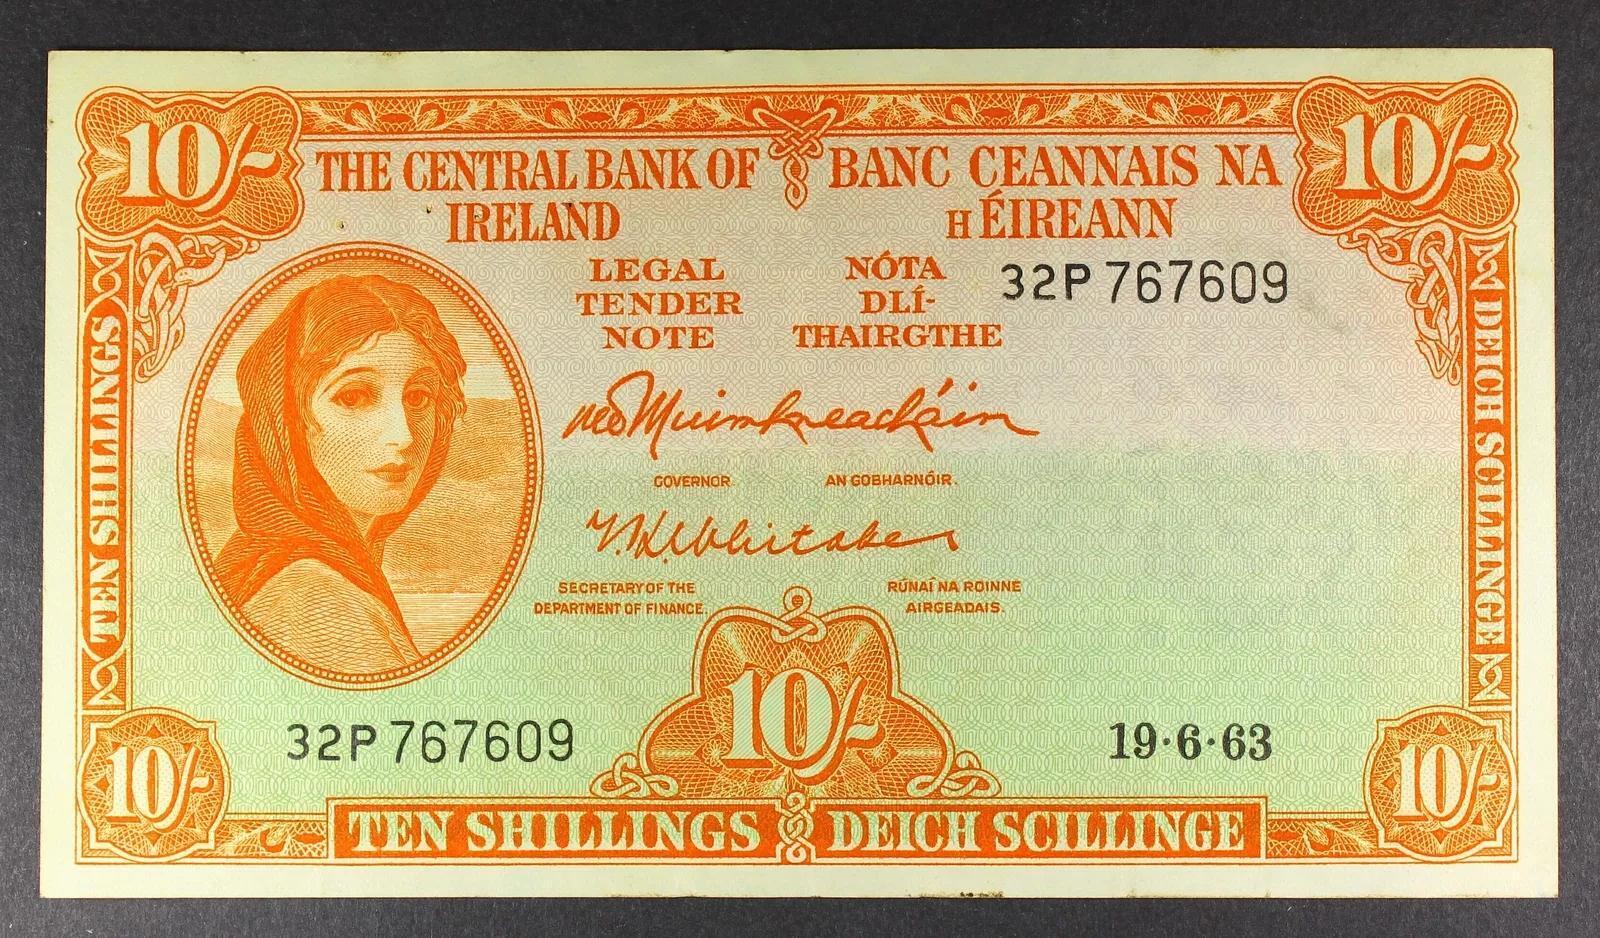 10/-
10/-
THE CENTRAL BANK OF
IRELAND
BANC CEANNAIS NA
hÉIREANN
LEGAL
TENDER
NOTE
NÓTA
DLÍ-
THAIRGTHE
32P 767609
GOVERNOR
AN GOBHARNÓIR.
T. K. Whitaker
SECRETARY OF THE
DEPARTMENT OF FINANCE.
RÚNAÍ NA ROINNE
AIRGEADAIS.
TEN SHILLINGS
DEICH SCILLINGE
32P 767609
10/-
19·6·63
10/-
10/-
TEN SHILLINGS
DEICH SCILLINGE